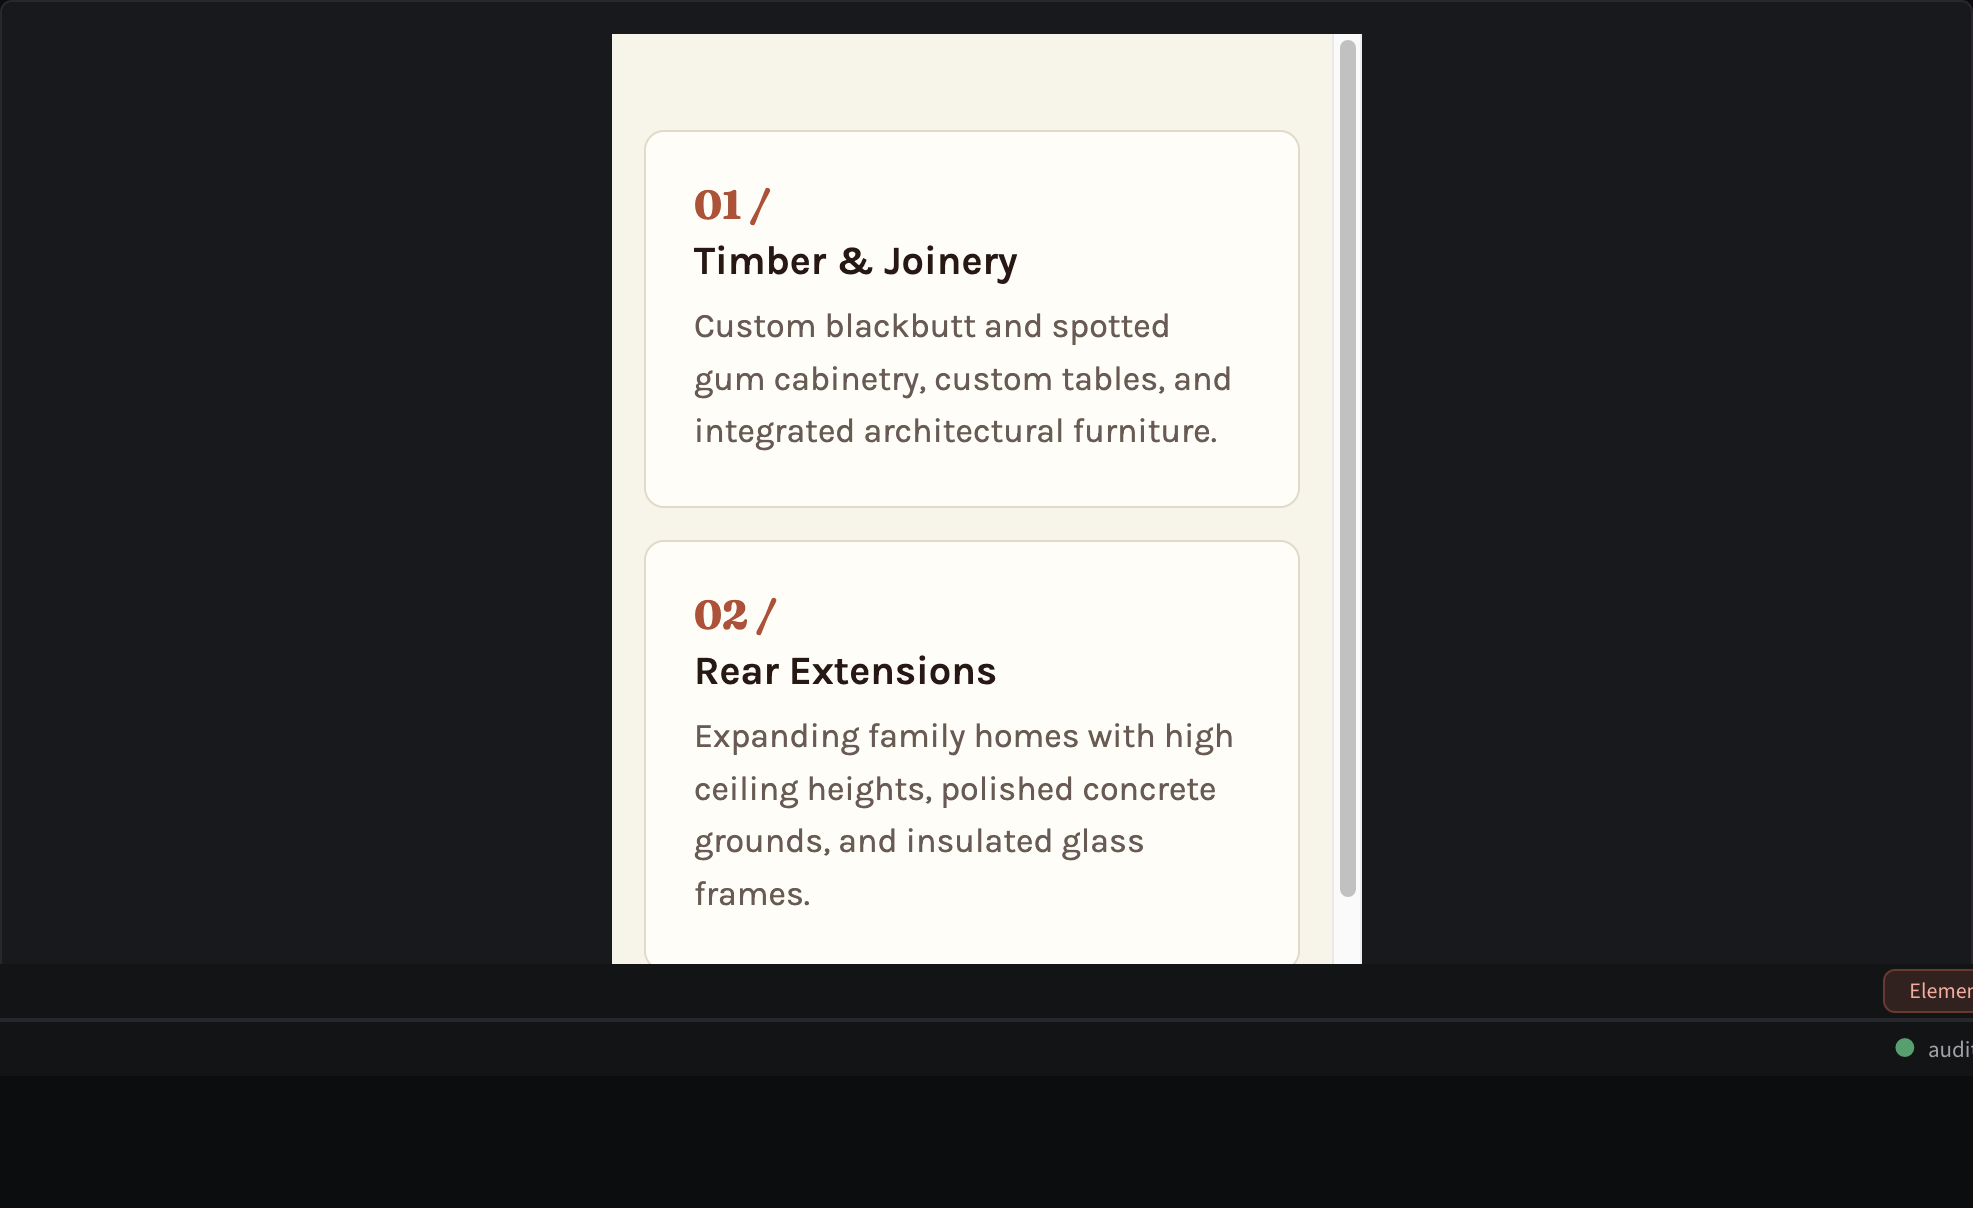 01 /
Timber & Joinery
Custom blackbutt and spotted
gum cabinetry, custom tables, and
integrated architectural furniture.
02 /
Rear Extensions
Expanding family homes with high
ceiling heights, polished concrete
grounds, and insulated glass
frames.